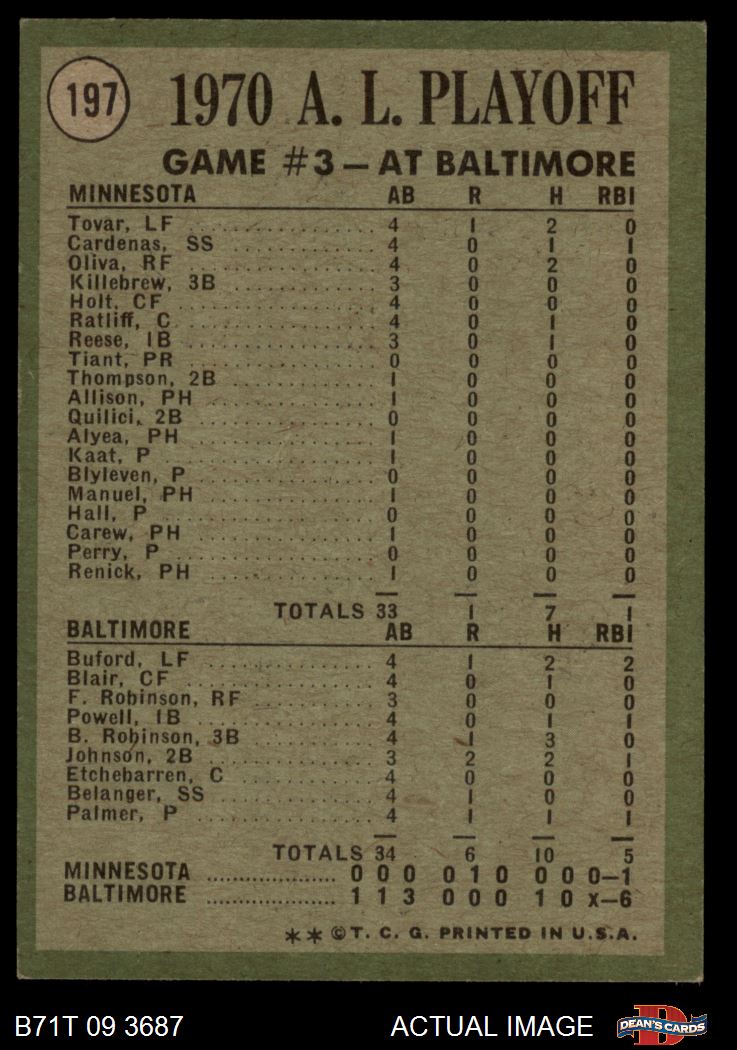 197
1970 A. L. PLAYOFF
GAME #3 — AT BALTIMORE
MINNESOTA AB R H RBI
Tovar, LF 4 1 2 0
Cardenas, SS 4 0 1 1
Oliva, RF 4 0 2 0
Killebrew, 3B 3 0 0 0
Holt, CF 4 0 0 0
Ratliff, C 4 0 1 0
Reese, 1B 3 0 1 0
Tiant, PR 0 0 0 0
Thompson, 2B 1 0 0 0
Allison, PH 1 0 0 0
Quilici, 2B 0 0 0 0
Alyea, PH 1 0 0 0
Kaat, P 1 0 0 0
Blyleven, P 0 0 0 0
Manuel, PH 1 0 0 0
Hall, P 0 0 0 0
Carew, PH 1 0 0 0
Perry, P 0 0 0 0
Renick, PH 1 0 0 0
TOTALS 33 1 7 1
BALTIMORE AB R H RBI
Buford, LF 4 1 2 2
Blair, CF 4 0 1 0
F. Robinson, RF 3 0 0 0
Powell, 1B 4 0 1 1
B. Robinson, 3B 4 1 3 0
Johnson, 2B 3 2 2 1
Etchebarren, C 4 0 0 0
Belanger, SS 4 1 0 0
Palmer, P 4 1 1 1
TOTALS 34 6 10 5
MINNESOTA 0 0 0 0 1 0 0 0 0—1
BALTIMORE 1 1 3 0 0 0 1 0 x—6
** © T. C. G. PRINTED IN U.S.A.
B71T 09 3687 ACTUAL IMAGE D DEAN'S CARDS